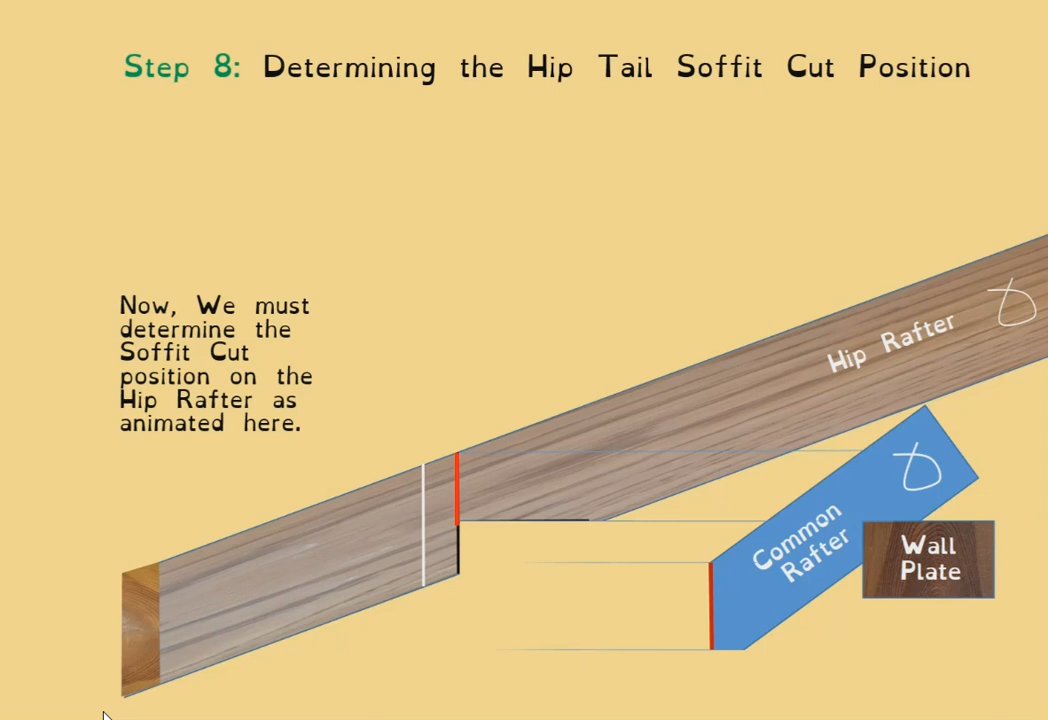 Step 8: Determining the Hip Tail Soffit Cut Position
Now, We must
determine the
Soffit Cut
position on the
Hip Rafter as
animated here.
Hip Rafter
Common
Rafter
Wall
Plate